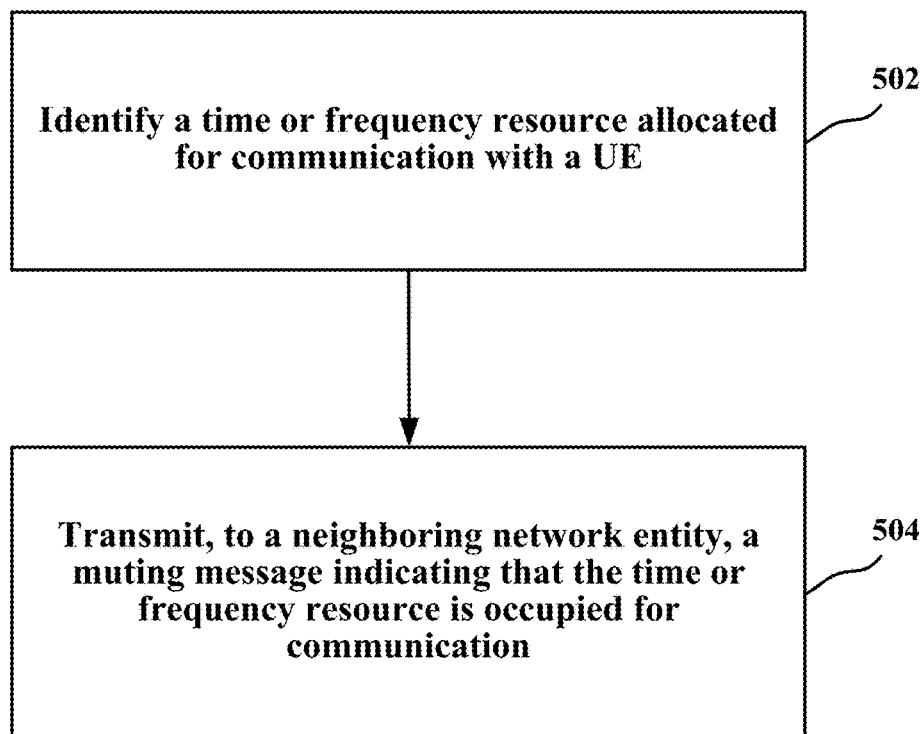 Identify a time or frequency resource allocated
for communication with a UE
502
Transmit, to a neighboring network entity, a
muting message indicating that the time or
frequency resource is occupied for
communication
504